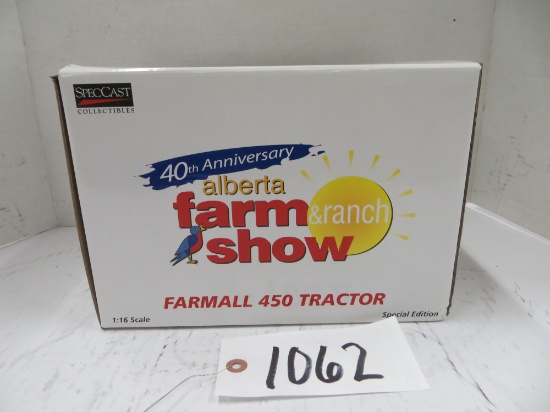 SPECCAST
COLLECTIBLES
40th Anniversary
alberta
farm &ranch
show
FARMALL 450 TRACTOR
1:16 Scale
Special Edition
1062